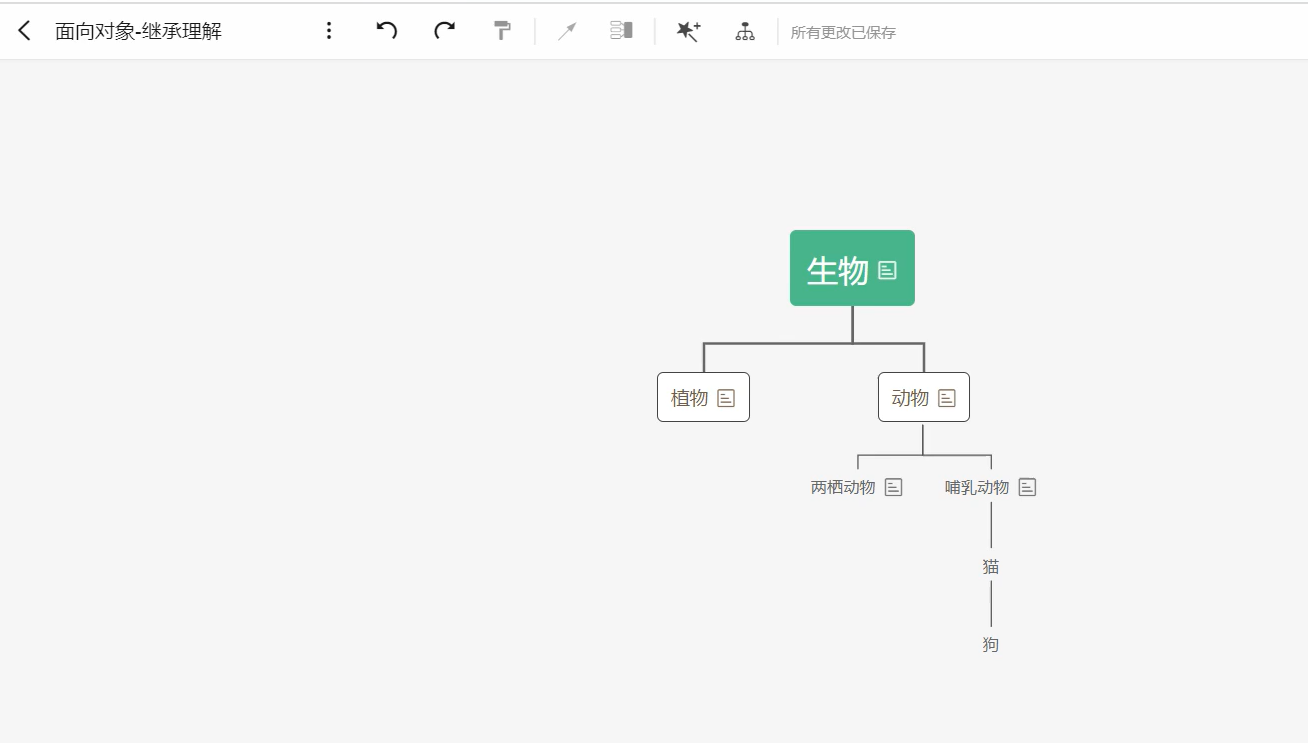 面向对象-继承理解
所有更改已保存
生物
植物
动物
两栖动物
哺乳动物
猫
狗